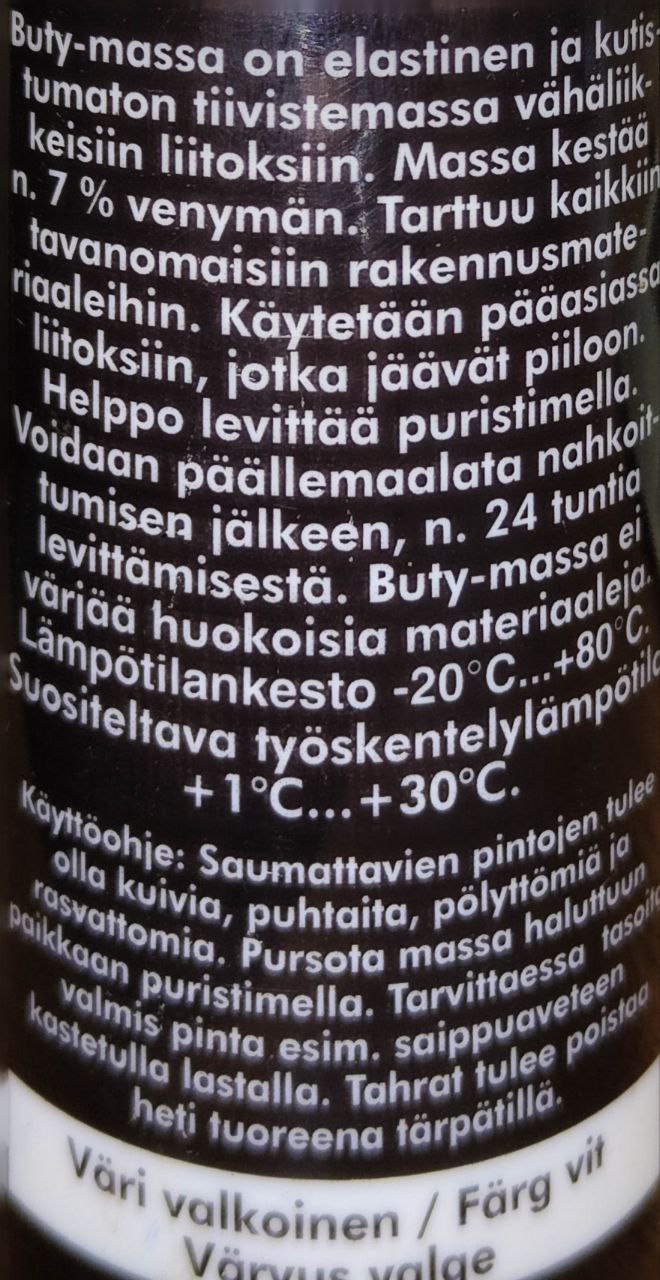 Buty-massa on elastinen ja kutis-
tumaton tiivistemassa vähäliik-
keisiin liitoksiin. Massa kestää
n. 7 % venymän. Tarttuu kaikkiin
tavanomaisiin rakennusmate-
riaaleihin. Käytetään pääasiassa
liitoksiin, jotka jäävät piiloon.
Helppo levittää puristimella.
Voidaan päällemaalata nahkoit-
tumisen jälkeen, n. 24 tuntia
levittämisestä. Buty-massa ei
värjää huokoisia materiaaleja.
Lämpötilankesto -20°C...+80°C.
Suositeltava työskentelylämpötila
+1°C...+30°C.
Käyttöohje: Saumattavien pintojen tulee
olla kuivia, puhtaita, pölyttömiä ja
rasvattomia. Pursota massa haluttuun
paikkaan puristimella. Tarvittaessa tasoita
valmis pinta esim. saippuaveteen
kastetulla lastalla. Tahrat tulee poistaa
heti tuoreena tärpätillä.
Väri valkoinen / Färg vit
Värvus valge